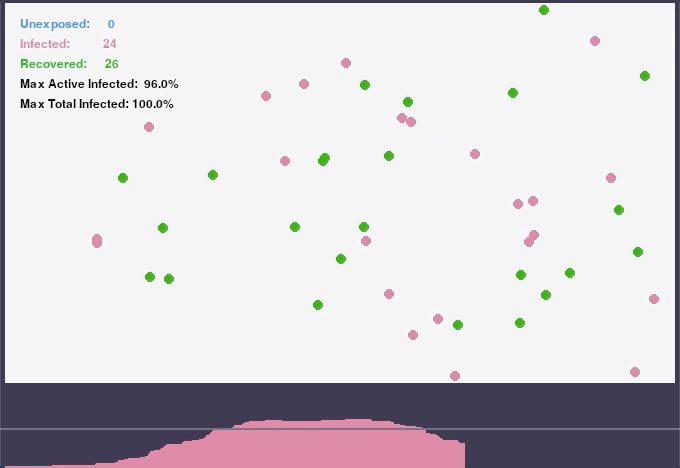 Unexposed: 0
Infected: 24
Recovered: 26
Max Active Infected: 96.0%
Max Total Infected: 100.0%